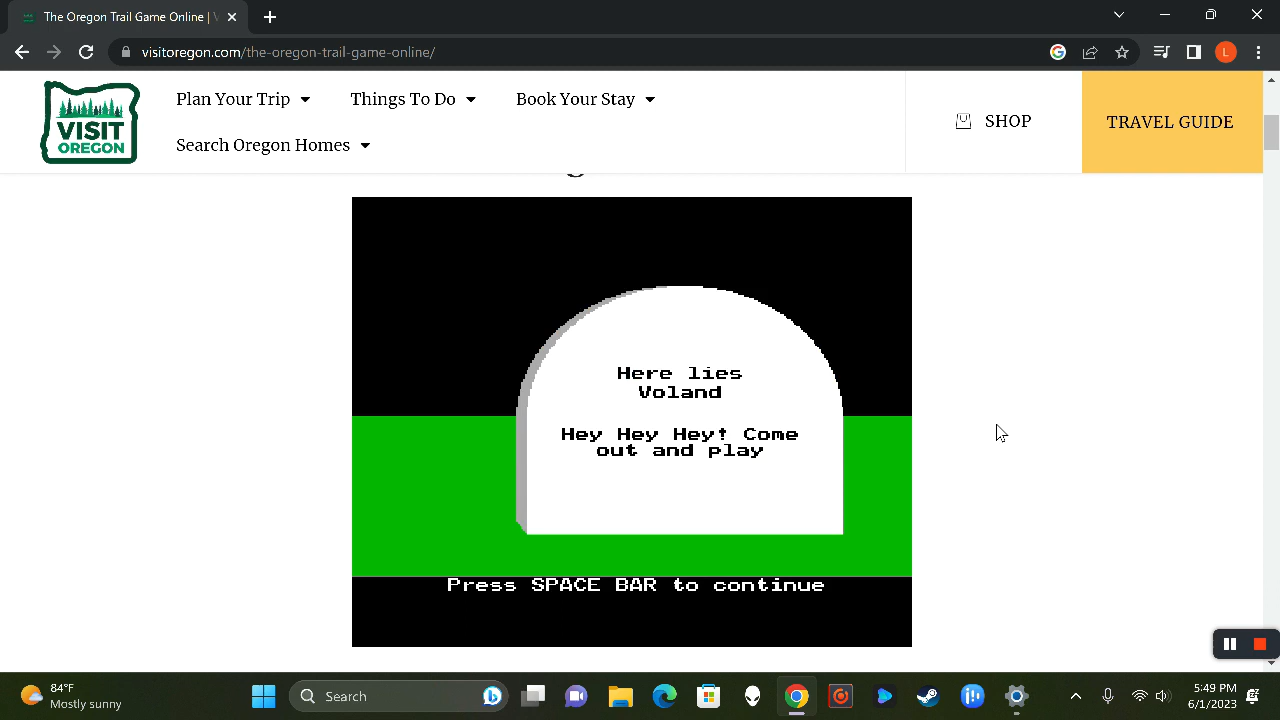 The Oregon Trail Game Online | V
visitoregon.com/the-oregon-trail-game-online/
L
VISIT
OREGON
Plan Your Trip
Things To Do
Book Your Stay
Search Oregon Homes
SHOP
TRAVEL GUIDE
Here lies
Voland
Hey Hey Hey! Come
out and play
Press SPACE BAR to continue
84°F
Mostly sunny
Search
5:49 PM
6/1/2023